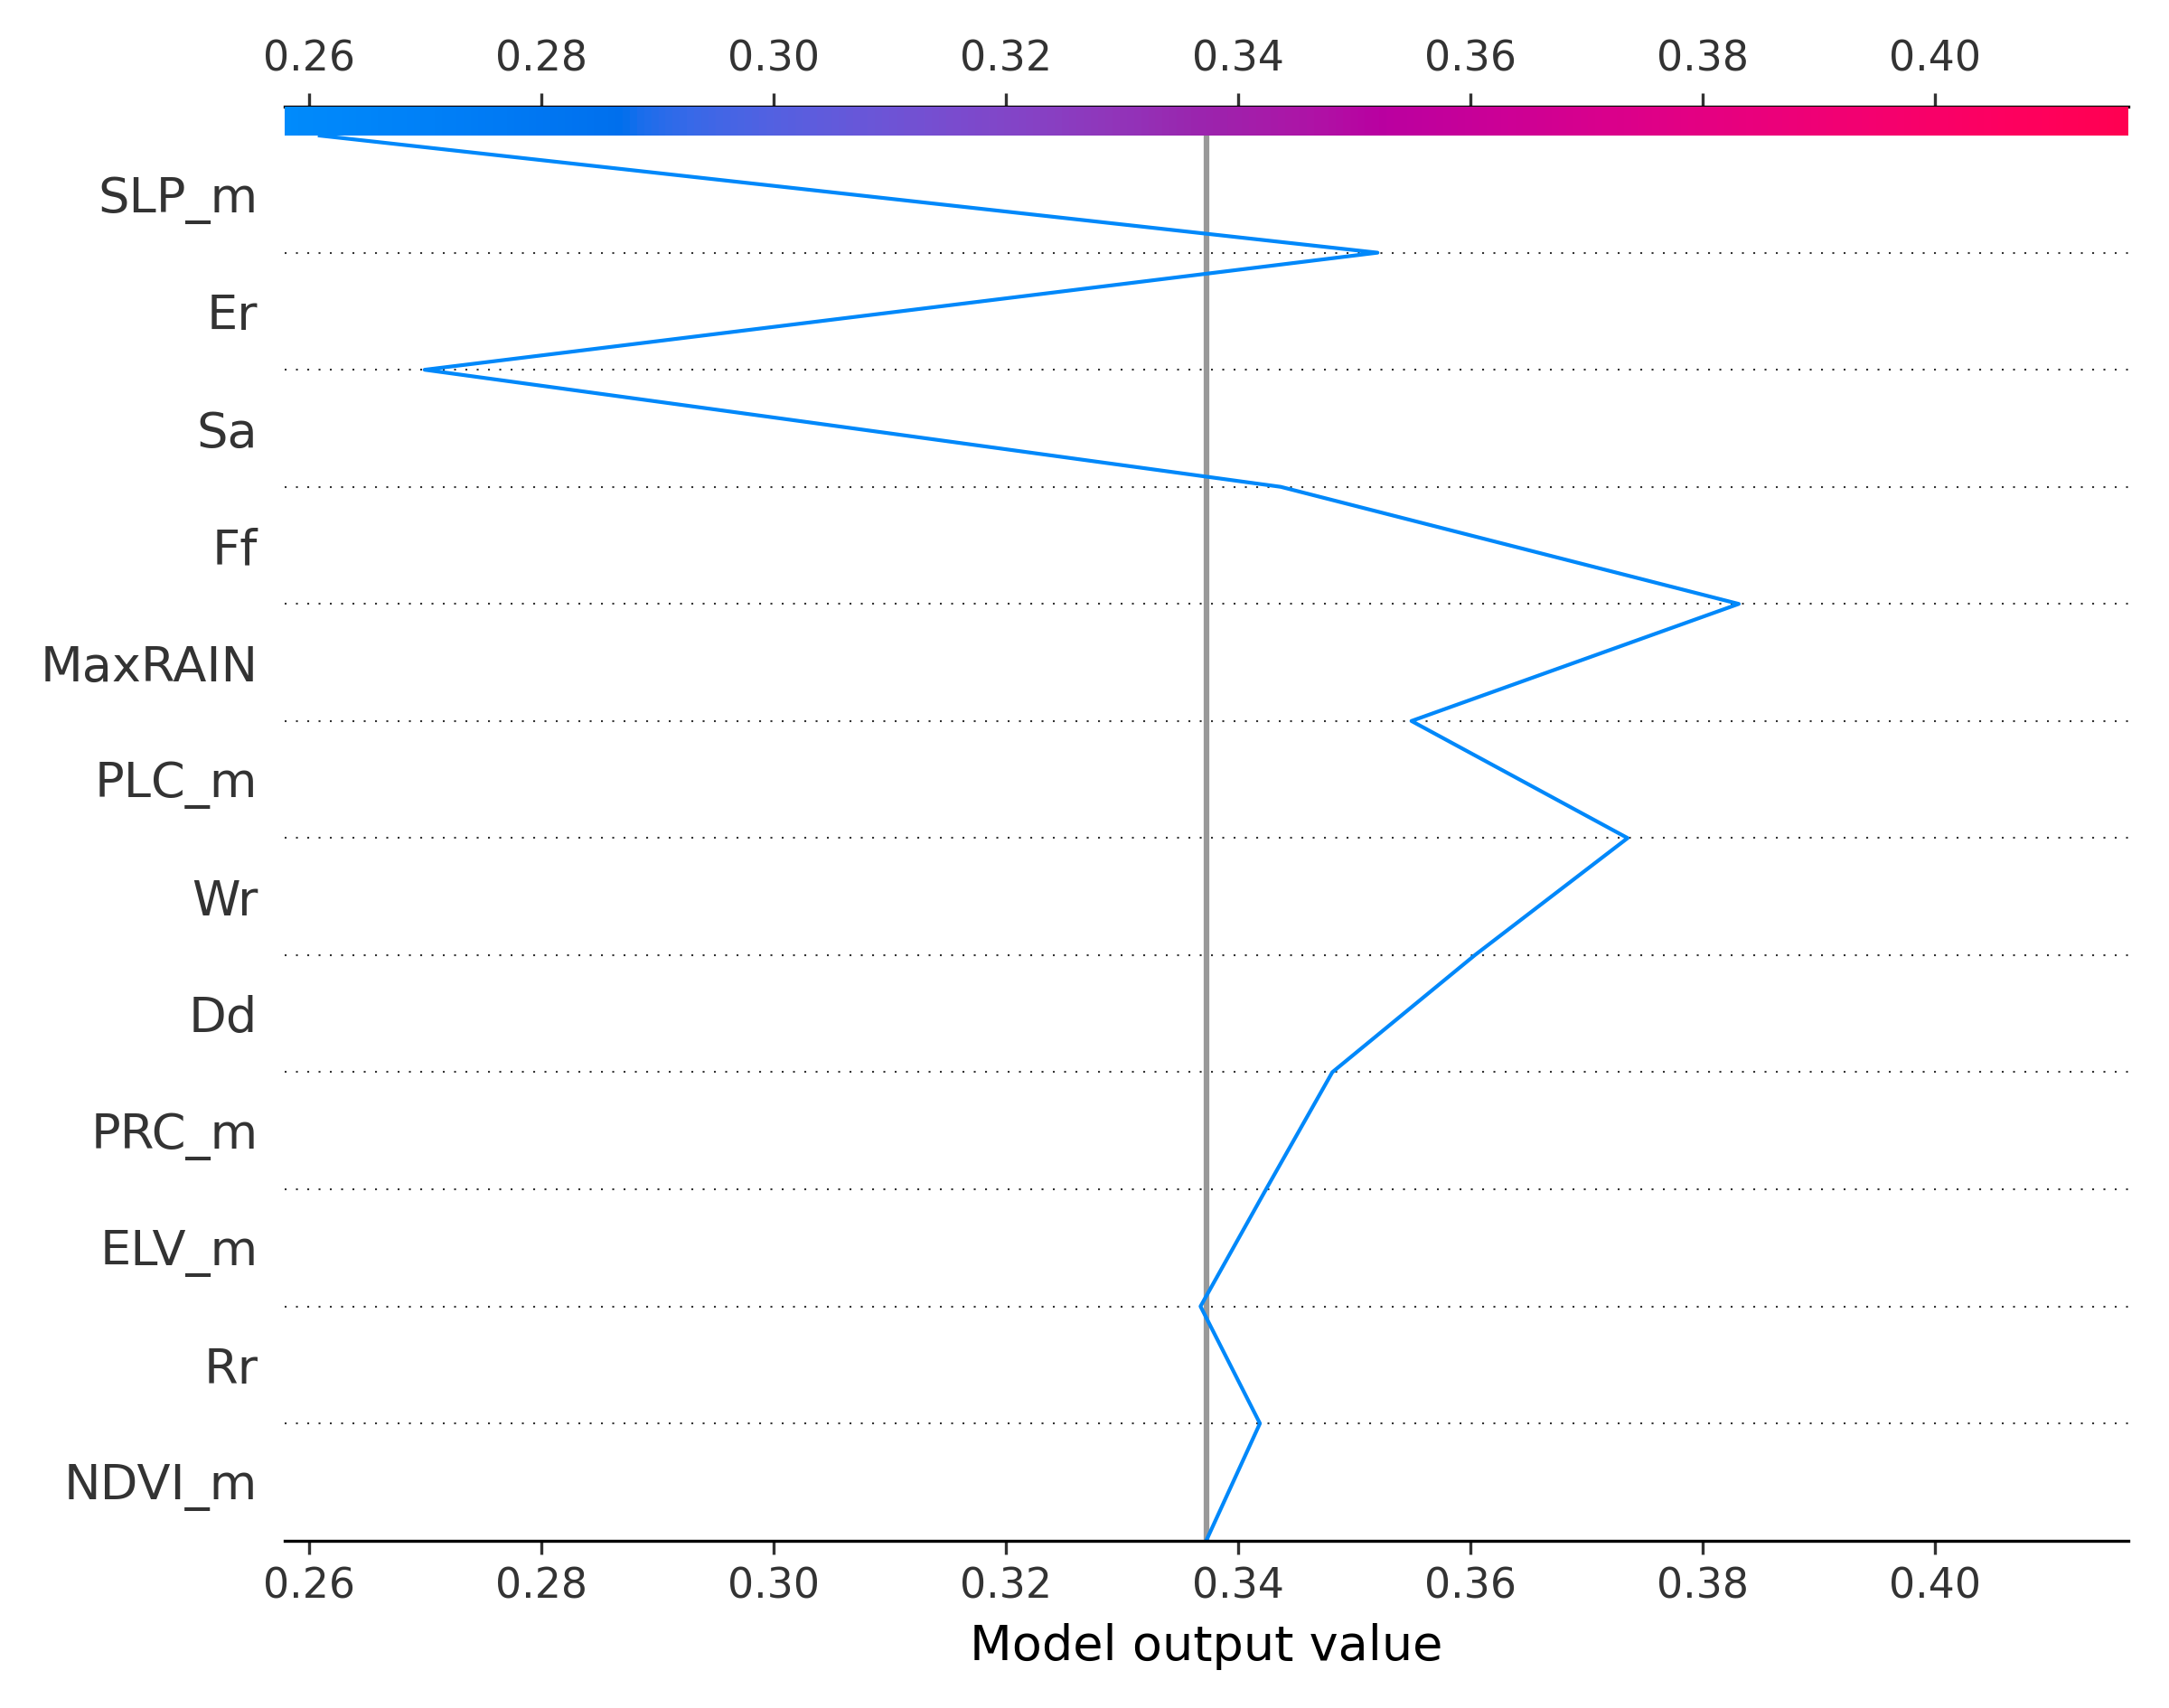 0.26 0.28 0.30 0.32 0.34 0.36 0.38 0.40
SLP_m
Er
Sa
Ff
MaxRAIN
PLC_m
Wr
Dd
PRC_m
ELV_m
Rr
NDVI_m
0.26 0.28 0.30 0.32 0.34 0.36 0.38 0.40
Model output value